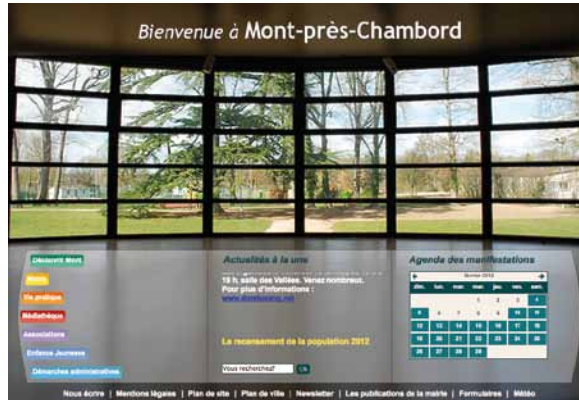 Bienvenue à Mont-près-Chambord
Découvrir Mont
Mairie
Vie pratique
Médiathèque
Associations
Enfance Jeunesse
Démarches administratives
Actualités à la une
19 h, salle des Vallées. Venez nombreux.
Pour plus d'informations :
Le recensement de la population 2012
Vous recherchez?
Ok
Agenda des manifestations
février 2012
dim. lun. mar. mer. jeu. ven. sam.
1 2 3 4
5 6 7 8 9 10 11
12 13 14 15 16 17 18
19 20 21 22 23 24 25
26 27 28 29
Nous écrire | Mentions légales | Plan de site | Plan de ville | Newsletter | Les publications de la mairie | Formulaires | Météo